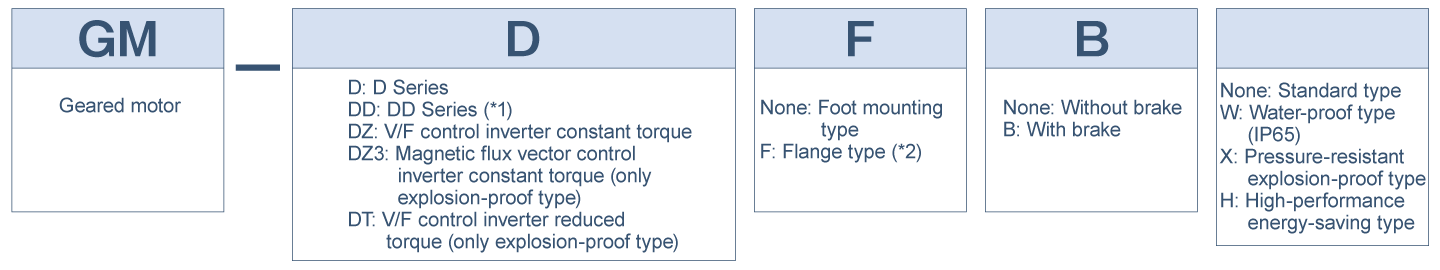 GM
Geared motor
—
D
D: D Series
DD: DD Series (*1)
DZ: V/F control inverter constant torque
DZ3: Magnetic flux vector control
inverter constant torque (only
explosion-proof type)
DT: V/F control inverter reduced
torque (only explosion-proof type)
F
None: Foot mounting
type
F: Flange type (*2)
B
None: Without brake
B: With brake
None: Standard type
W: Water-proof type
(IP65)
X: Pressure-resistant
explosion-proof type
H: High-performance
energy-saving type